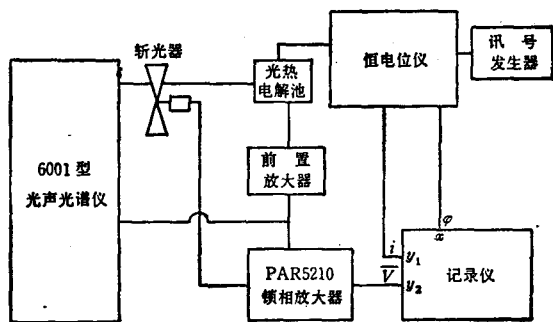 斩光器
光热
电解池
恒电位仪
讯号
发生器
6001型
光声光谱仪
前置
放大器
PAR5210
锁相放大器
i
y₁
φ
x
V̅
y₂
记录仪